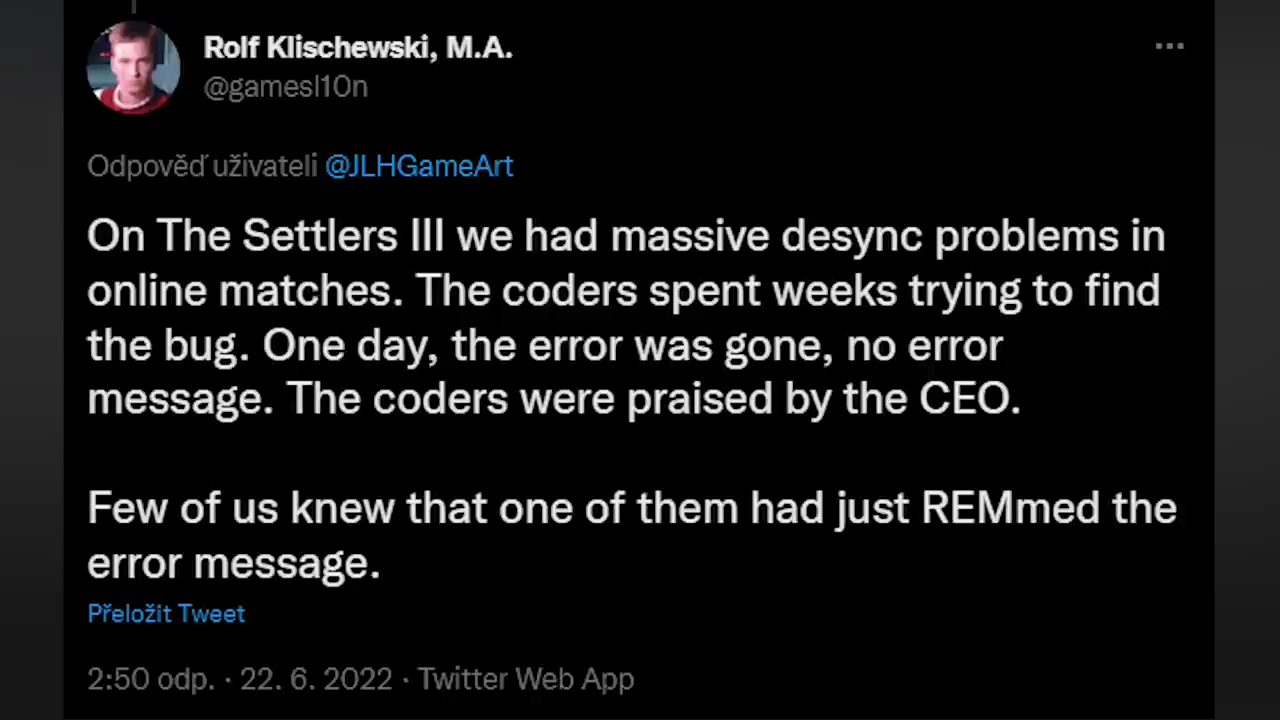 Rolf Klischewski, M.A.
@gamesl10n
Odpověď uživateli @JLHGameArt
On The Settlers III we had massive desync problems in
online matches. The coders spent weeks trying to find
the bug. One day, the error was gone, no error
message. The coders were praised by the CEO.
Few of us knew that one of them had just REMmed the
error message.
Přeložit Tweet
2:50 odp. · 22. 6. 2022 · Twitter Web App